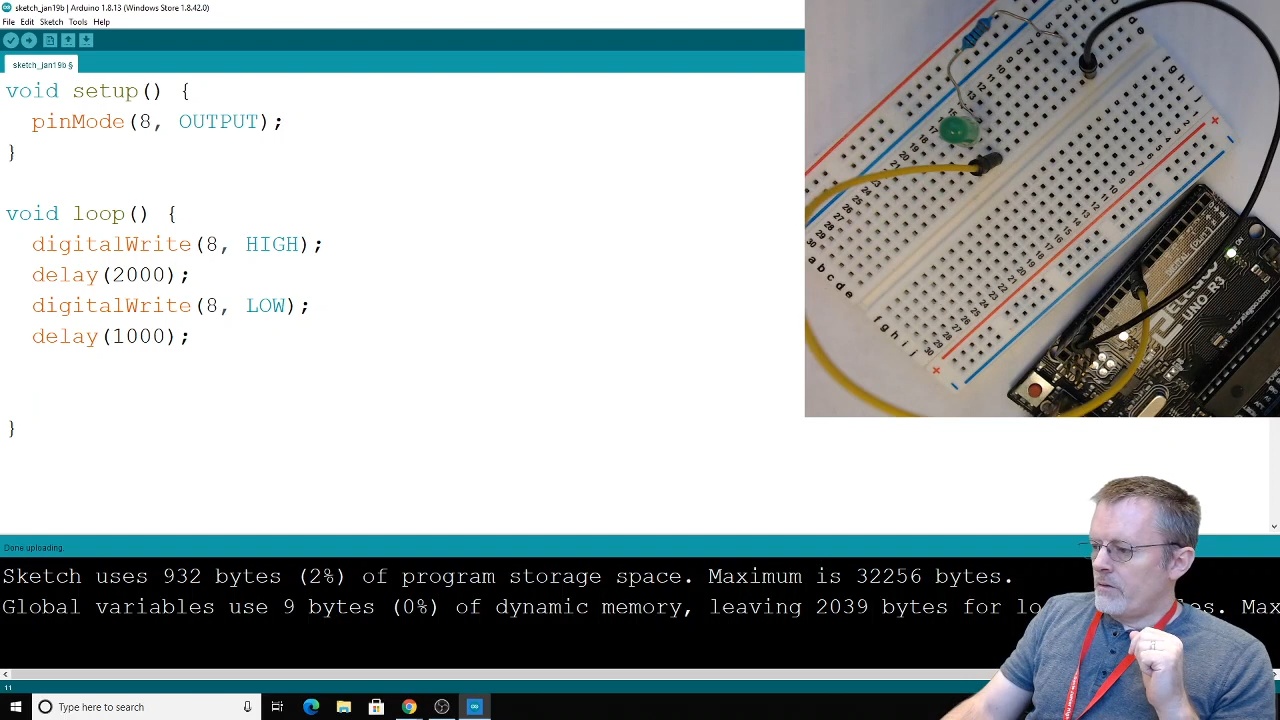 sketch_jan19b | Arduino 1.8.13 (Windows Store 1.8.42.0)
File Edit Sketch Tools Help
sketch_jan19b §
void setup() {
pinMode(8, OUTPUT);
}
void loop() {
digitalWrite(8, HIGH);
delay(2000);
digitalWrite(8, LOW);
delay(1000);
}
Done uploading.
Sketch uses 932 bytes (2%) of program storage space. Maximum is 32256 bytes.
Global variables use 9 bytes (0%) of dynamic memory, leaving 2039 bytes for
11
Type here to search
ELEGOO
UNO R3
ON
a b c d e
f g h i j